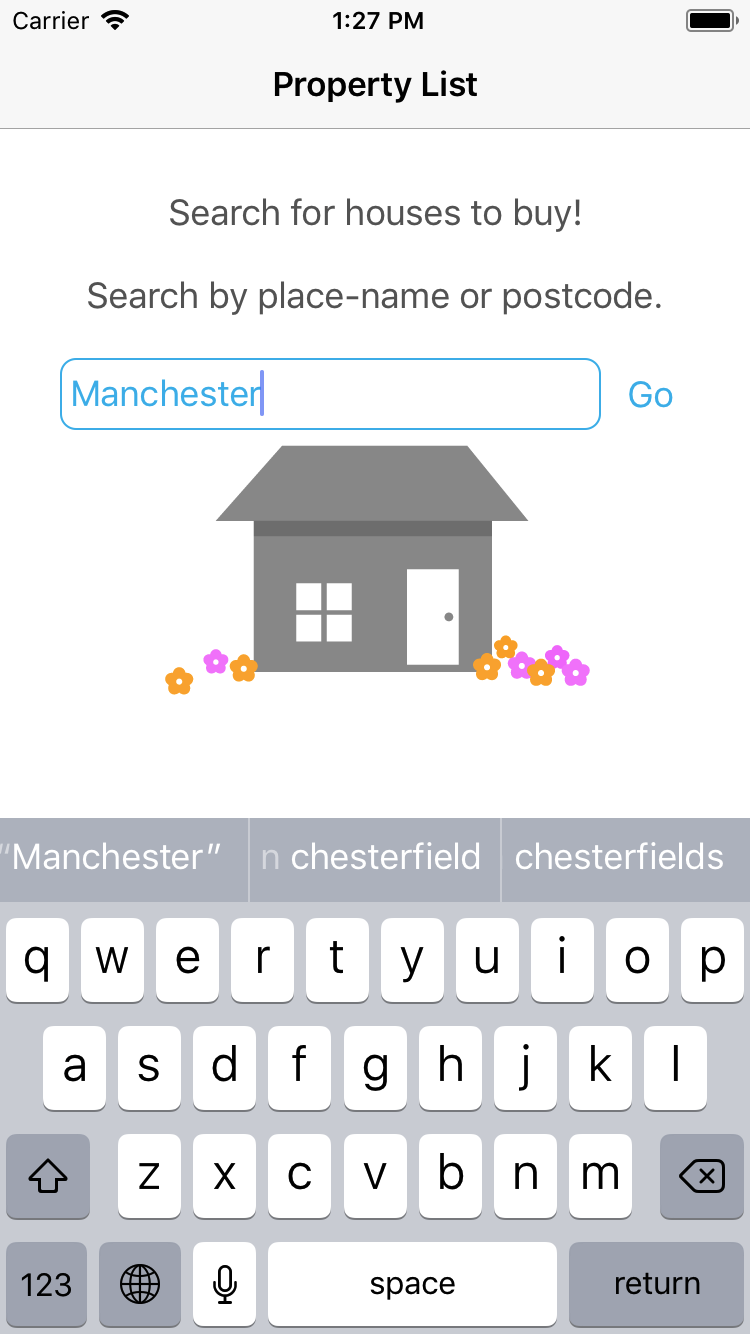 Carrier 1:27 PM
Property List
Search for houses to buy!
Search by place-name or postcode.
Manchester Go
“Manchester” n chesterfield chesterfields
q w e r t y u i o p
a s d f g h j k l
z x c v b n m
123 space return